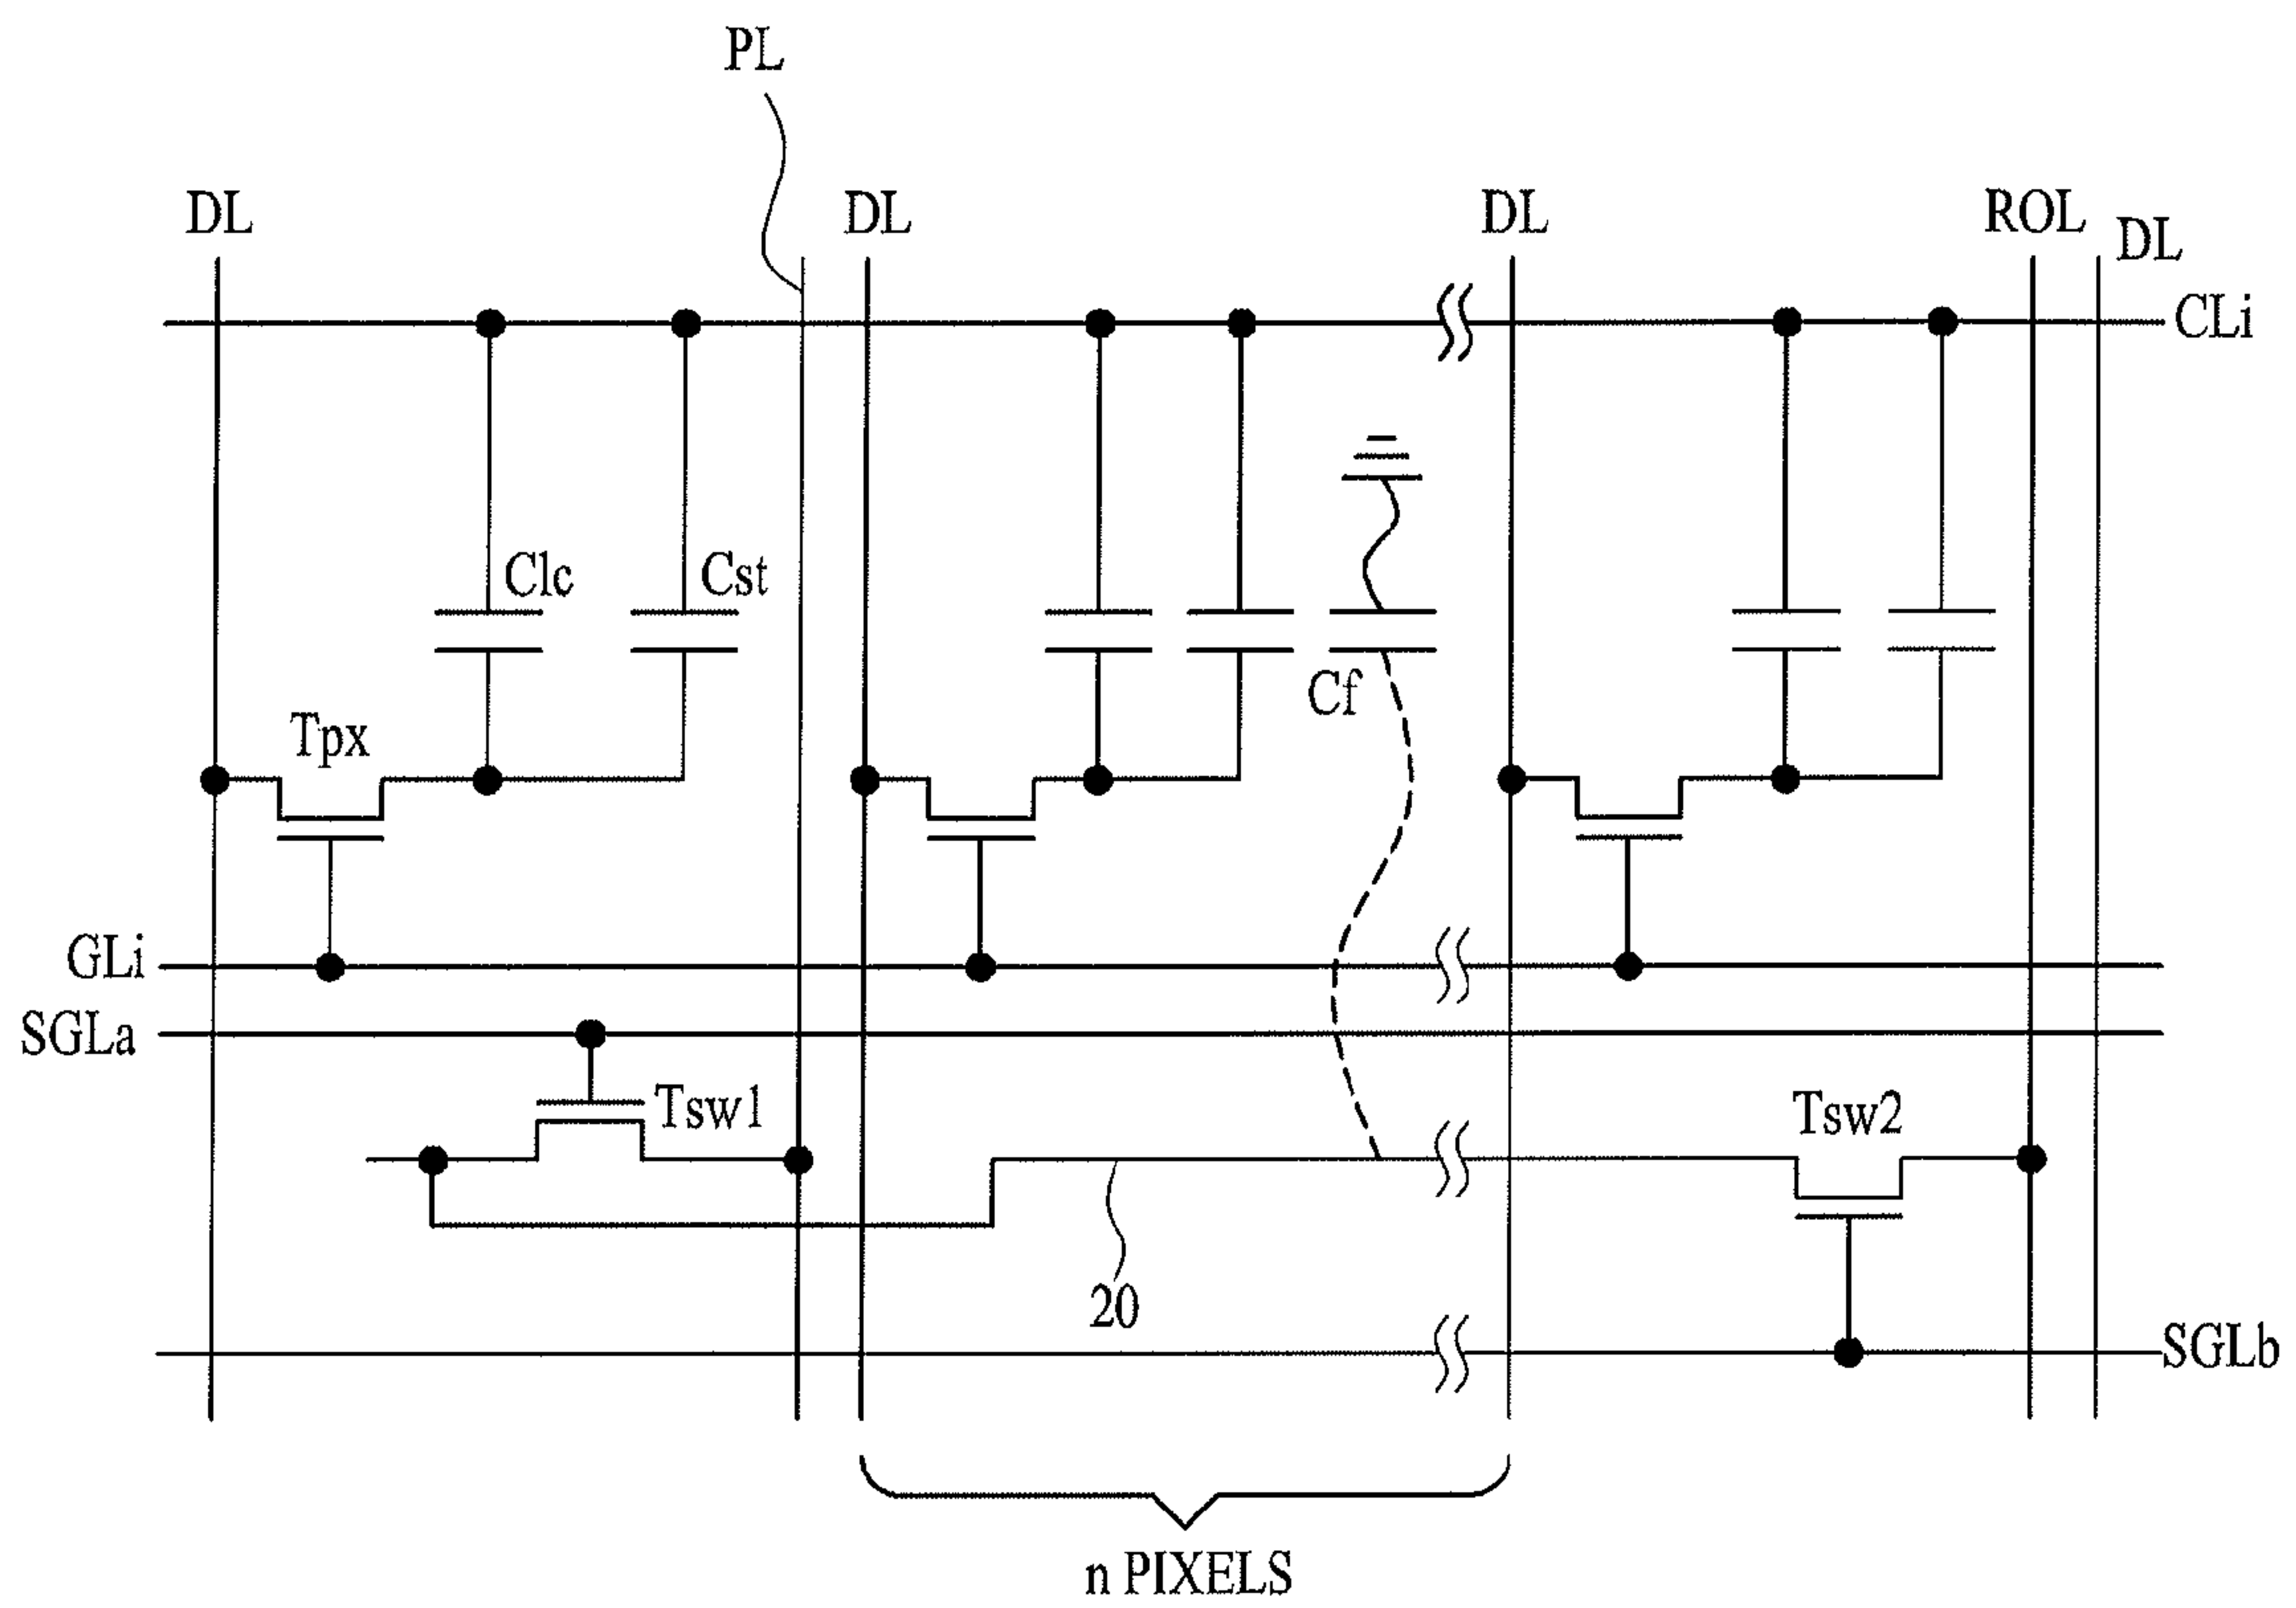 PL
DL
DL
DL
ROL
DL
CLi
Clc
Cst
Cf
Tpx
GLi
SGLa
Tsw1
Tsw2
20
SGLb
n PIXELS